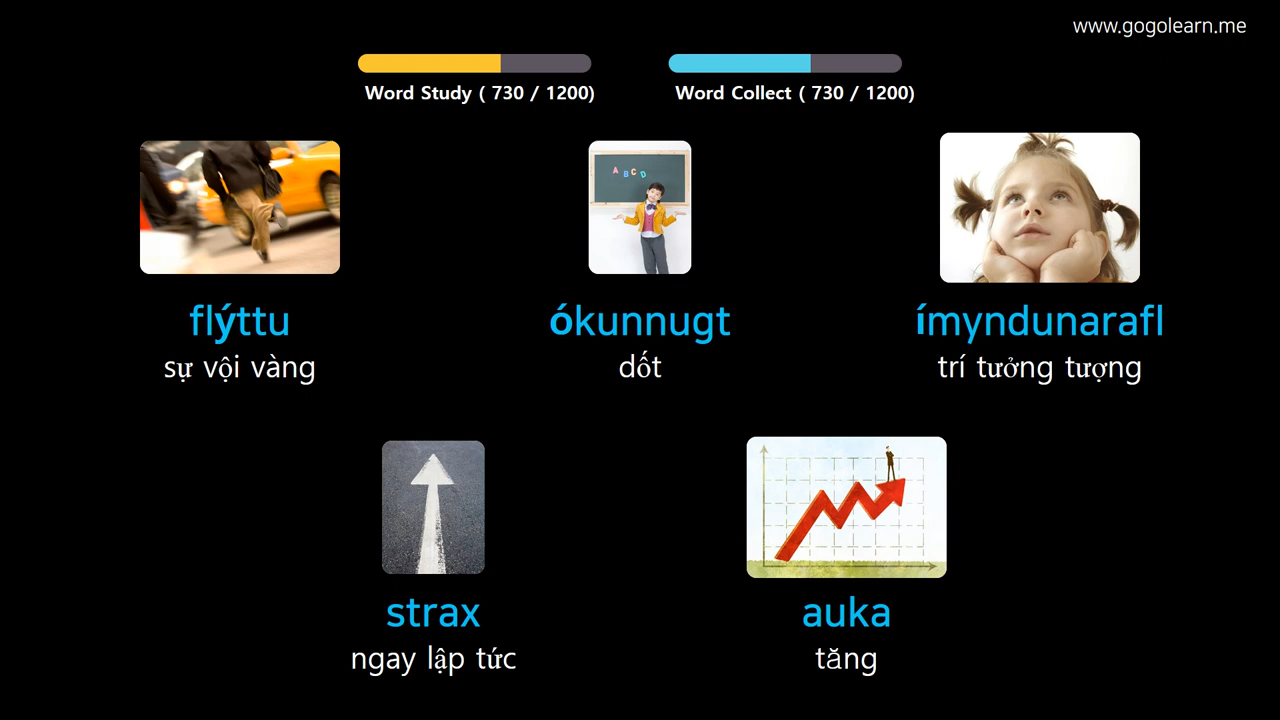 www.gogolearn.me
Word Study ( 730 / 1200)
Word Collect ( 730 / 1200)
A B C D
flýttu
sự vội vàng
ókunnugt
dốt
ímyndunarafl
trí tưởng tượng
strax
ngay lập tức
auka
tăng